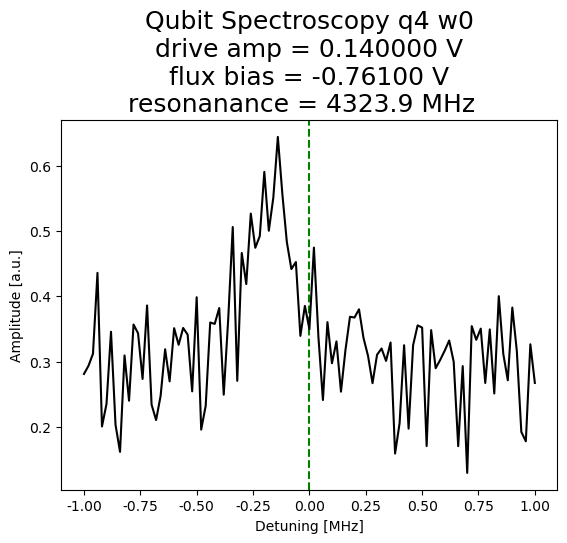 Qubit Spectroscopy q4 w0
drive amp = 0.140000 V
flux bias = -0.76100 V
resonanance = 4323.9 MHz
0.6
0.5
0.4
0.3
0.2
Amplitude [a.u.]
-1.00 -0.75 -0.50 -0.25 0.00 0.25 0.50 0.75 1.00
Detuning [MHz]